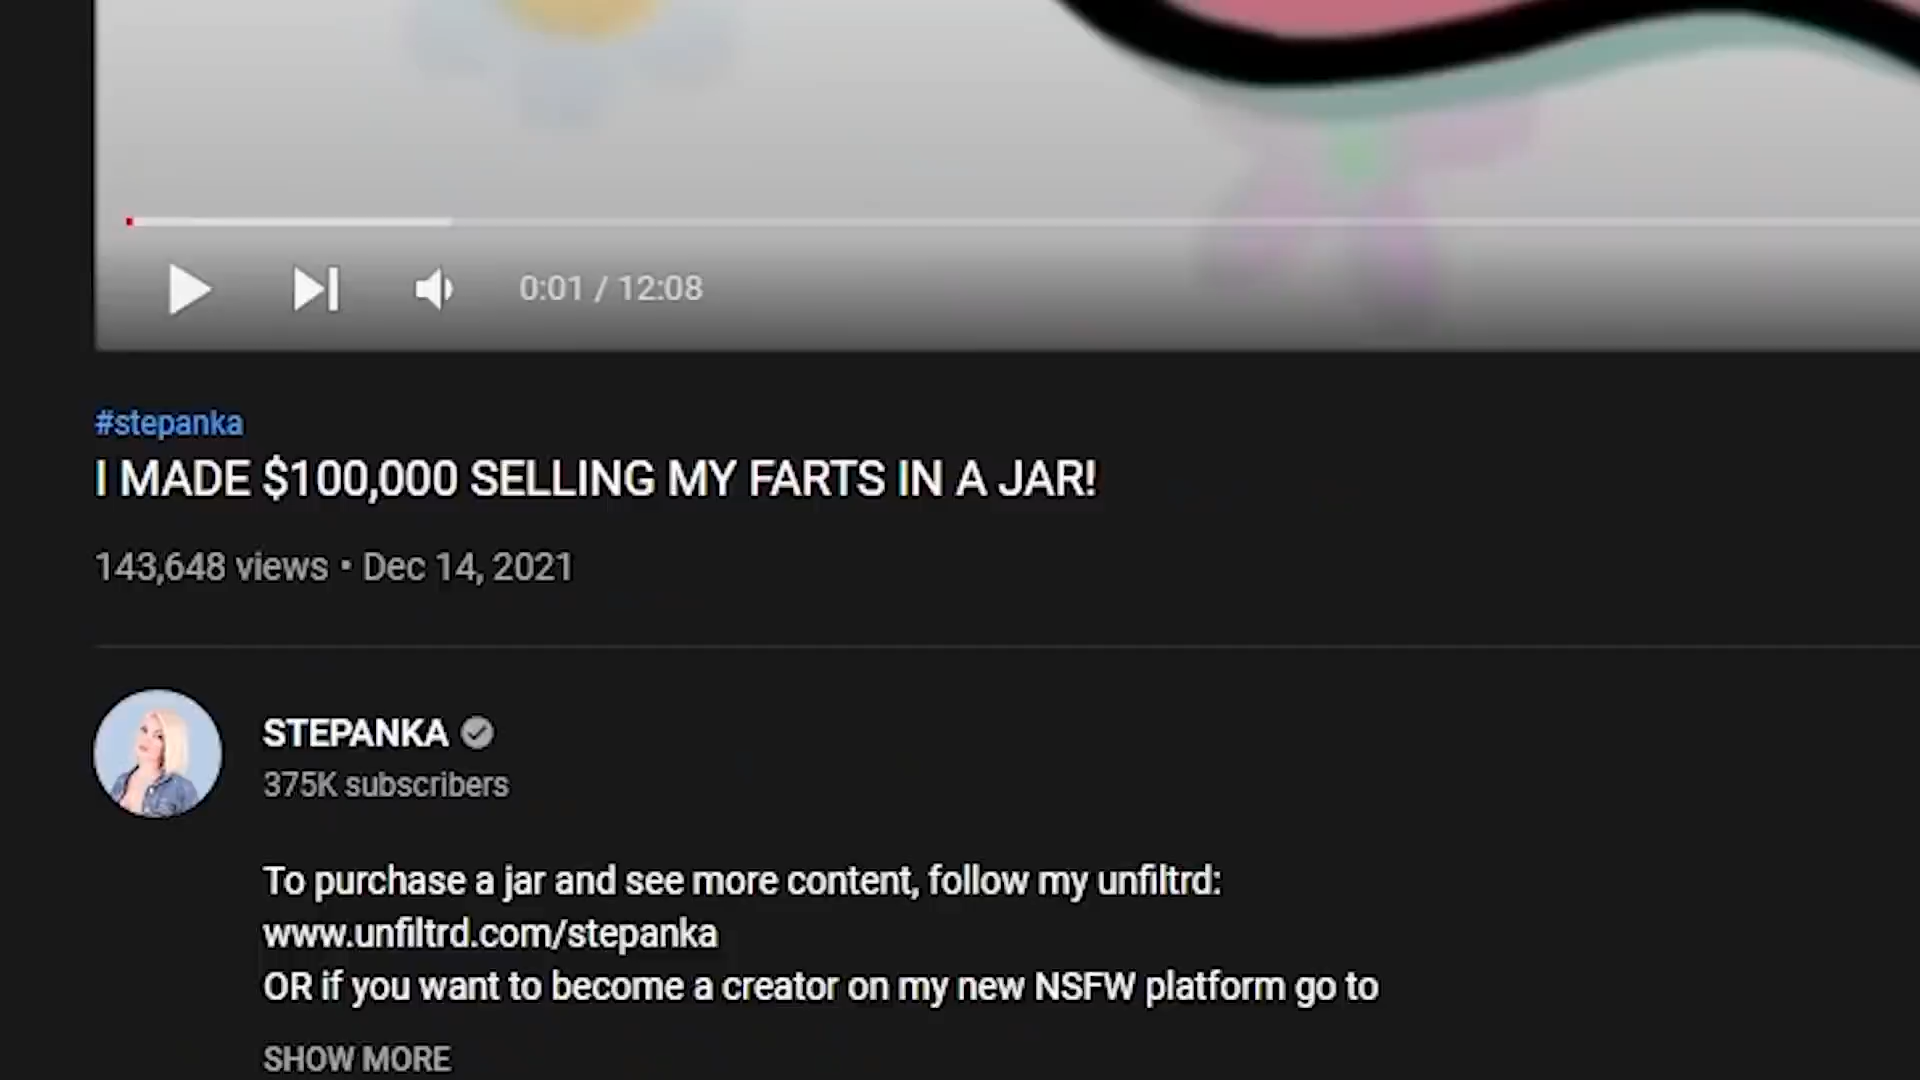 0:01 / 12:08
#stepanka
I MADE $100,000 SELLING MY FARTS IN A JAR!
143,648 views • Dec 14, 2021
STEPANKA
375K subscribers
To purchase a jar and see more content, follow my unfiltrd:
www.unfiltrd.com/stepanka
OR if you want to become a creator on my new NSFW platform go to
SHOW MORE